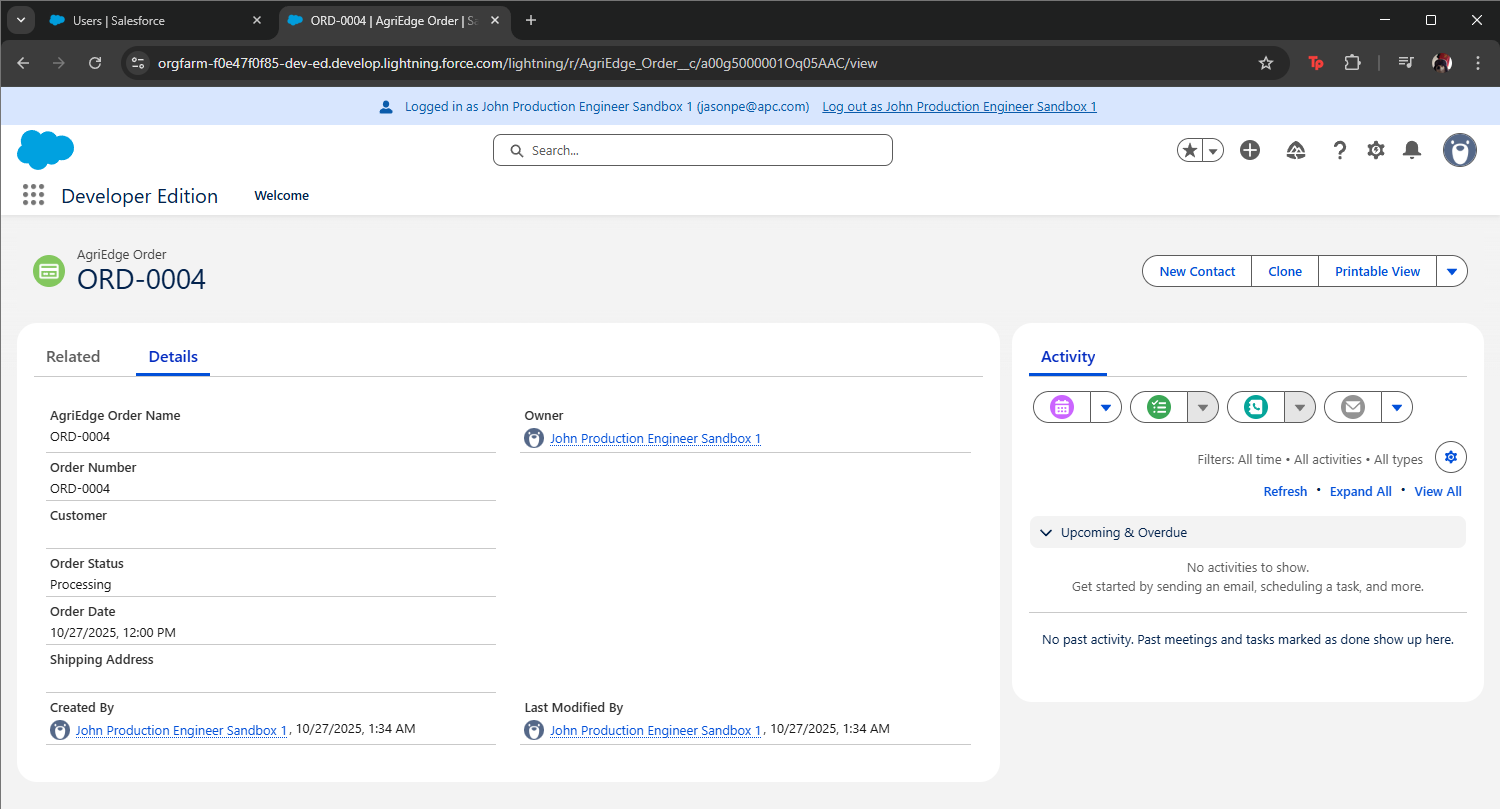 Users | Salesforce
ORD-0004 | AgriEdge Order | Sa
orgfarm-f0e47f0f85-dev-ed.develop.lightning.force.com/lightning/r/AgriEdge_Order__c/a00g5000001Oq05AAC/view
Tp
Logged in as John Production Engineer Sandbox 1 (jasonpe@apc.com) Log out as John Production Engineer Sandbox 1
Search...
Developer Edition
Welcome
AgriEdge Order
ORD-0004
New Contact
Clone
Printable View
Related
Details
AgriEdge Order Name
ORD-0004
Owner
John Production Engineer Sandbox 1
Order Number
ORD-0004
Customer
Order Status
Processing
Order Date
10/27/2025, 12:00 PM
Shipping Address
Created By
John Production Engineer Sandbox 1, 10/27/2025, 1:34 AM
Last Modified By
John Production Engineer Sandbox 1, 10/27/2025, 1:34 AM
Activity
Filters: All time • All activities • All types
Refresh • Expand All • View All
Upcoming & Overdue
No activities to show.
Get started by sending an email, scheduling a task, and more.
No past activity. Past meetings and tasks marked as done show up here.